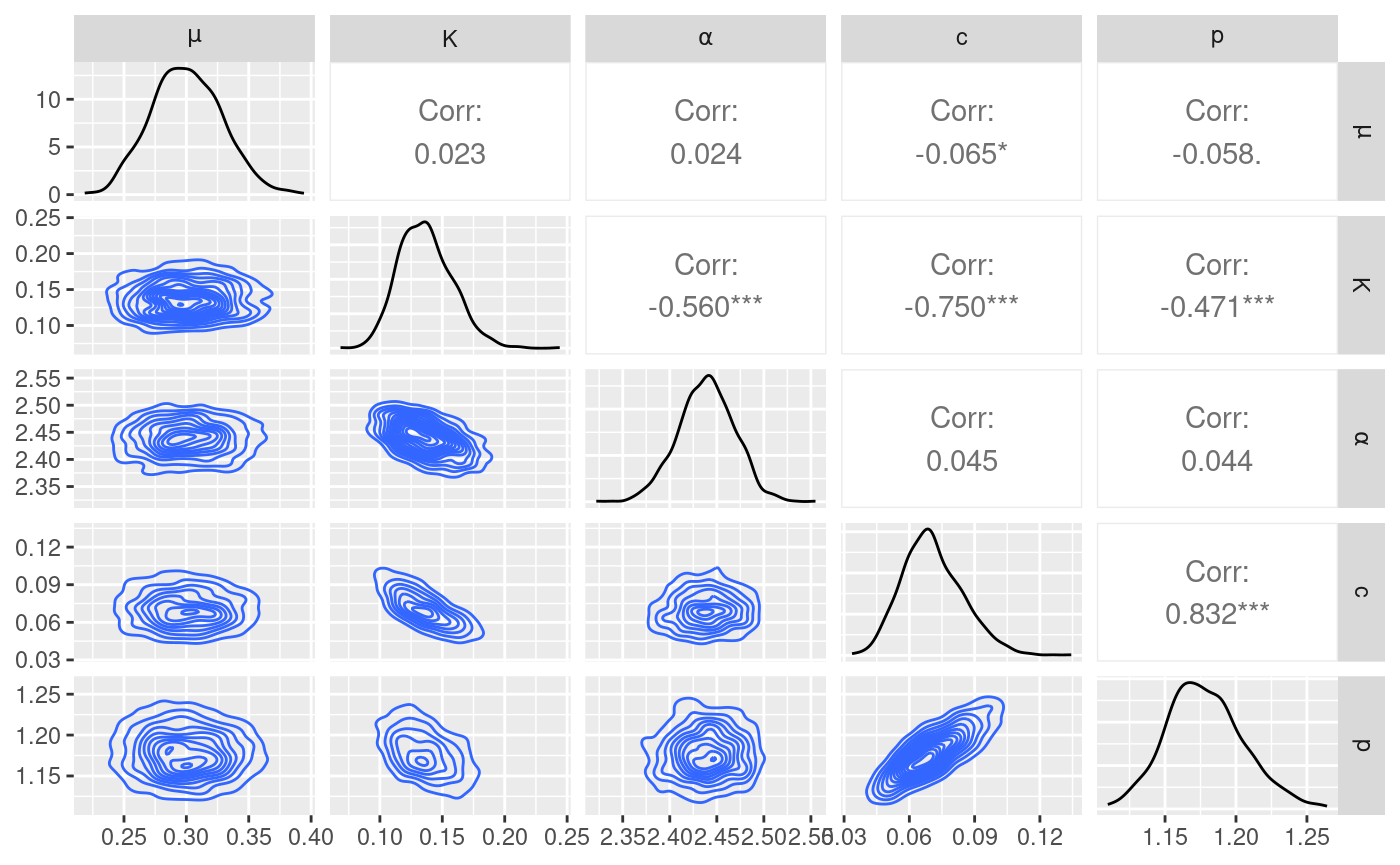 μ K α c p
10
5
0
Corr:
0.023
Corr:
0.024
Corr:
-0.065*
Corr:
-0.058.
μ
0.25
0.20
0.15
0.10
Corr:
-0.560***
Corr:
-0.750***
Corr:
-0.471***
K
2.55
2.50
2.45
2.40
2.35
Corr:
0.045
Corr:
0.044
α
0.12
0.09
0.06
0.03
Corr:
0.832***
c
1.25
1.20
1.15
p
0.25 0.30 0.35 0.40 0.10 0.15 0.20 0.25 2.35 2.40 2.45 2.50 2.55 0.03 0.06 0.09 0.12 1.15 1.20 1.25